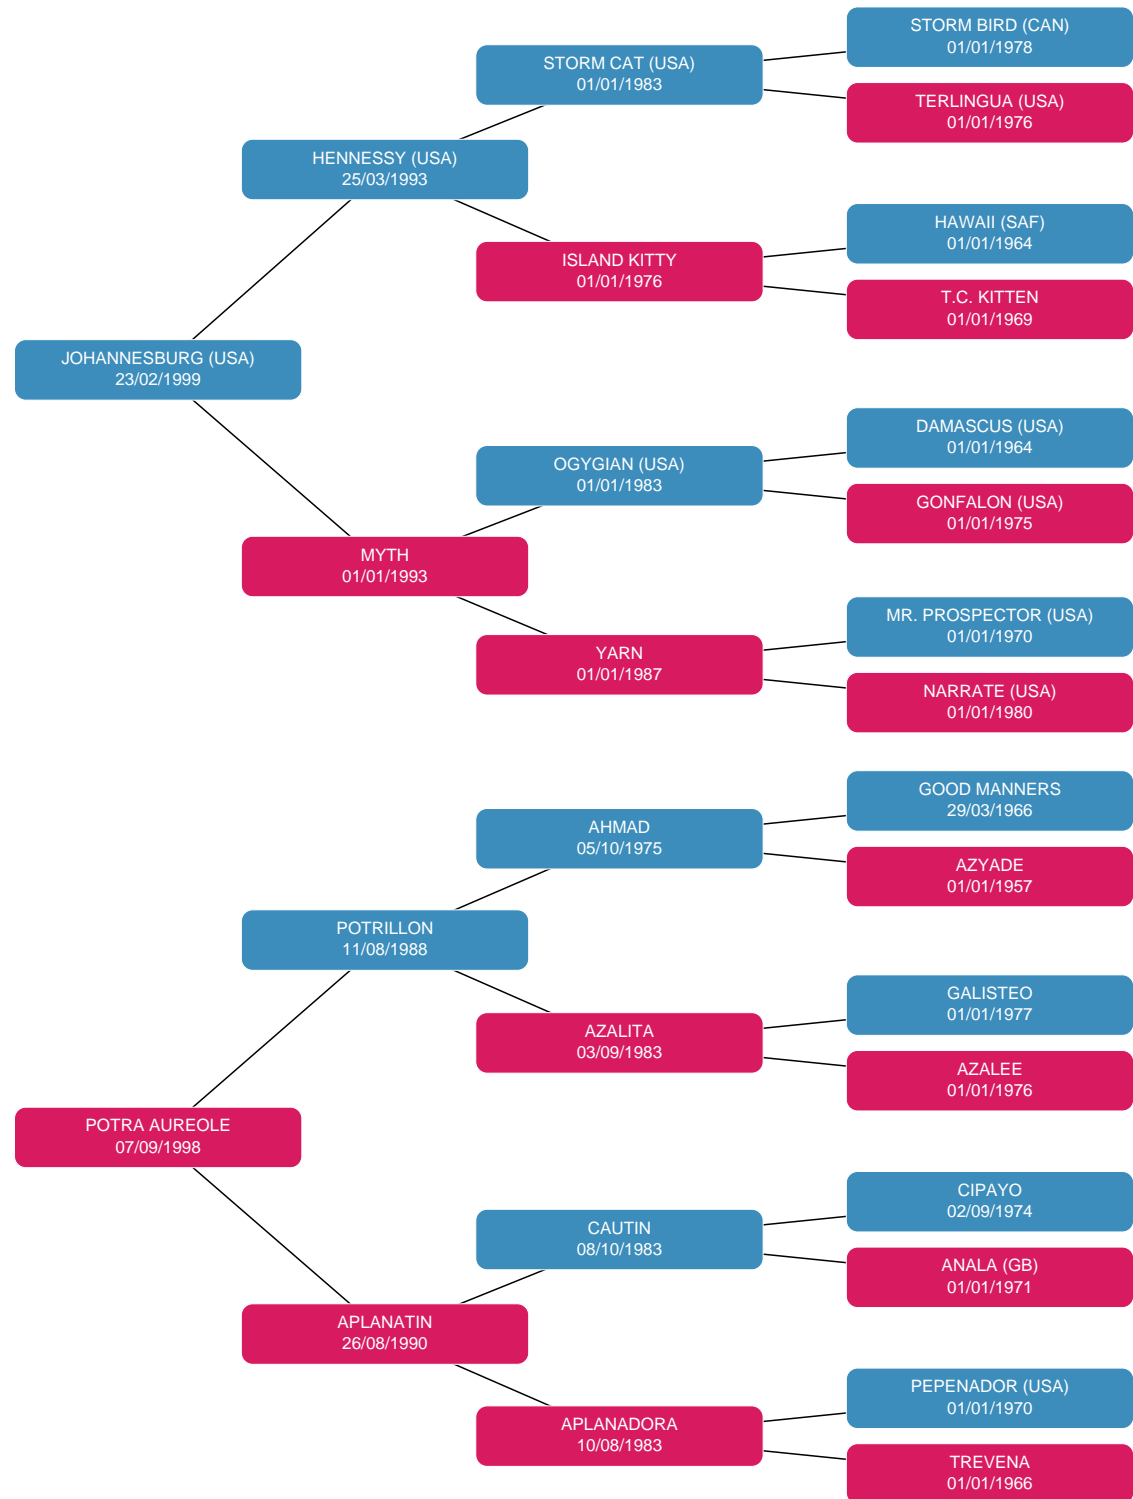 STORM BIRD (CAN)
01/01/1978
STORM CAT (USA)
01/01/1983
TERLINGUA (USA)
01/01/1976
HENNESSY (USA)
25/03/1993
HAWAII (SAF)
01/01/1964
ISLAND KITTY
01/01/1976
T.C. KITTEN
01/01/1969
JOHANNESBURG (USA)
23/02/1999
DAMASCUS (USA)
01/01/1964
OGYGIAN (USA)
01/01/1983
GONFALON (USA)
01/01/1975
MYTH
01/01/1993
MR. PROSPECTOR (USA)
01/01/1970
YARN
01/01/1987
NARRATE (USA)
01/01/1980
GOOD MANNERS
29/03/1966
AHMAD
05/10/1975
AZYADE
01/01/1957
POTRILLON
11/08/1988
GALISTEO
01/01/1977
AZALITA
03/09/1983
AZALEE
01/01/1976
POTRA AUREOLE
07/09/1998
CIPAYO
02/09/1974
CAUTIN
08/10/1983
ANALA (GB)
01/01/1971
APLANATIN
26/08/1990
PEPENADOR (USA)
01/01/1970
APLANADORA
10/08/1983
TREVENA
01/01/1966